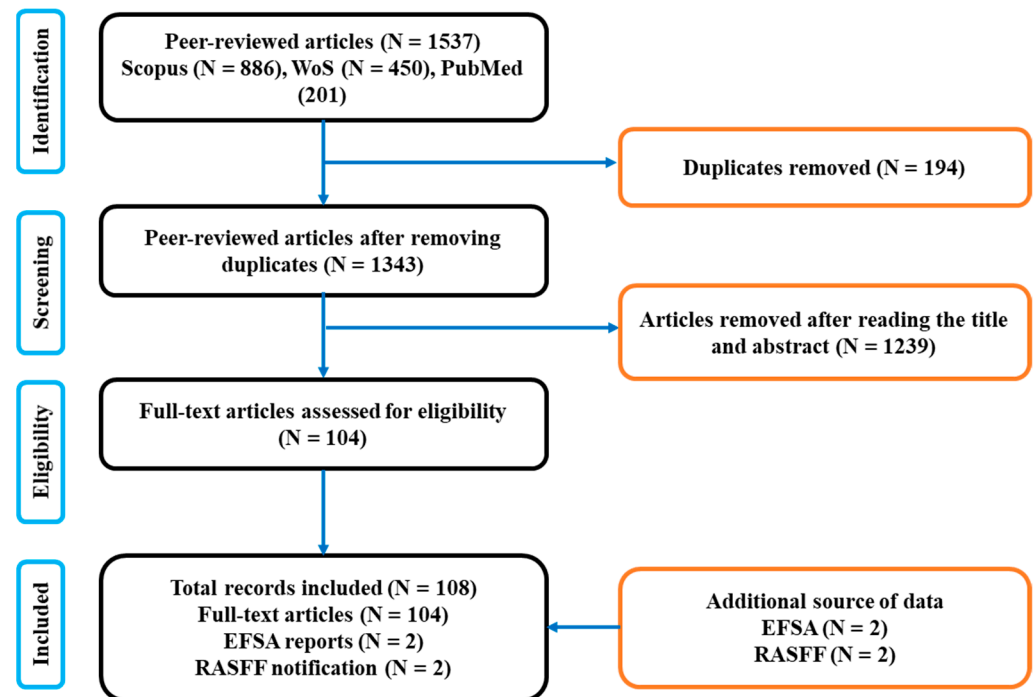 Identification
Peer-reviewed articles (N = 1537)
Scopus (N = 886), WoS (N = 450), PubMed
(201)
Duplicates removed (N = 194)
Screening
Peer-reviewed articles after removing
duplicates (N = 1343)
Articles removed after reading the title
and abstract (N = 1239)
Eligibility
Full-text articles assessed for eligibility
(N = 104)
Included
Total records included (N = 108)
Full-text articles (N = 104)
EFSA reports (N = 2)
RASFF notification (N = 2)
Additional source of data
EFSA (N = 2)
RASFF (N = 2)